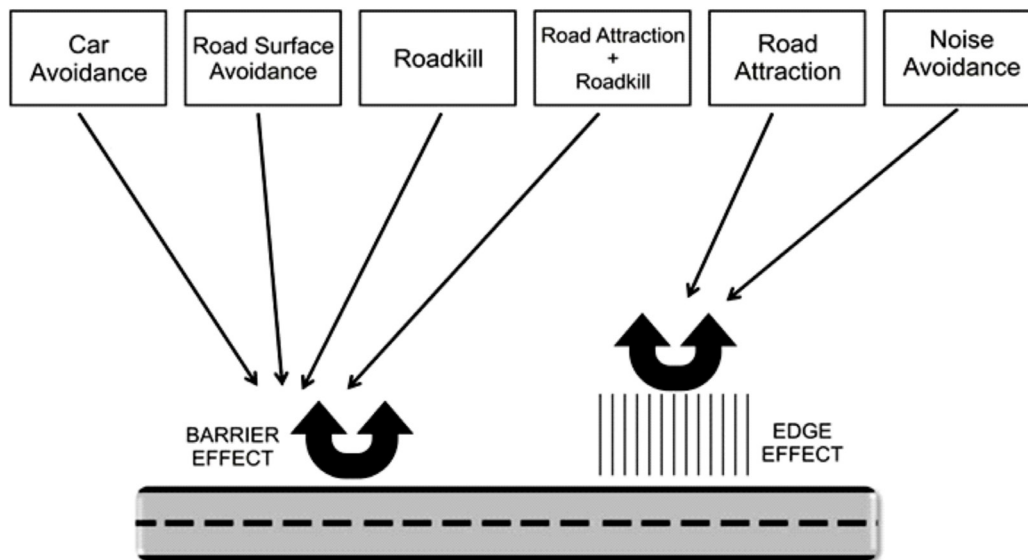 Car
Avoidance
Road Surface
Avoidance
Roadkill
Road Attraction
+
Roadkill
Road
Attraction
Noise
Avoidance
BARRIER
EFFECT
EDGE
EFFECT